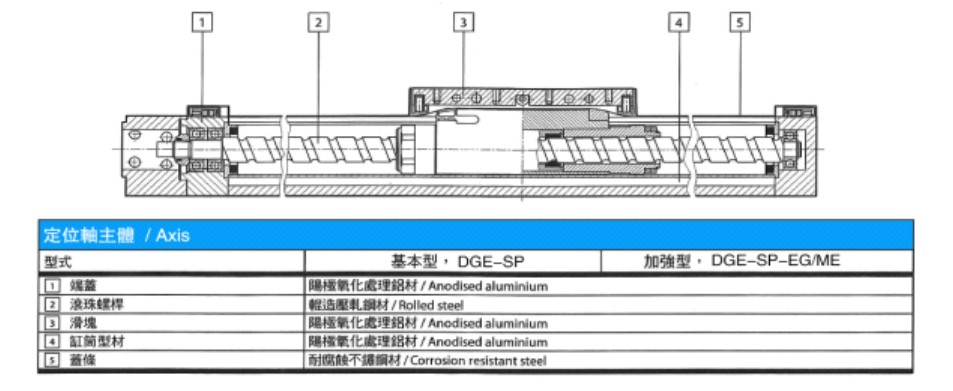 1 2 3 4 5
定位軸主體 / Axis
型式 基本型， DGE-SP 加強型， DGE-SP-EG/ME
1 端蓋 陽極氧化處理鋁材 / Anodised aluminium
2 滾珠螺桿 輥造壓軋鋼材 / Rolled steel
3 滑塊 陽極氧化處理鋁材 / Anodised aluminium
4 缸筒型材 陽極氧化處理鋁材 / Anodised aluminium
5 蓋條 耐腐蝕不鏽鋼材 / Corrosion resistant steel